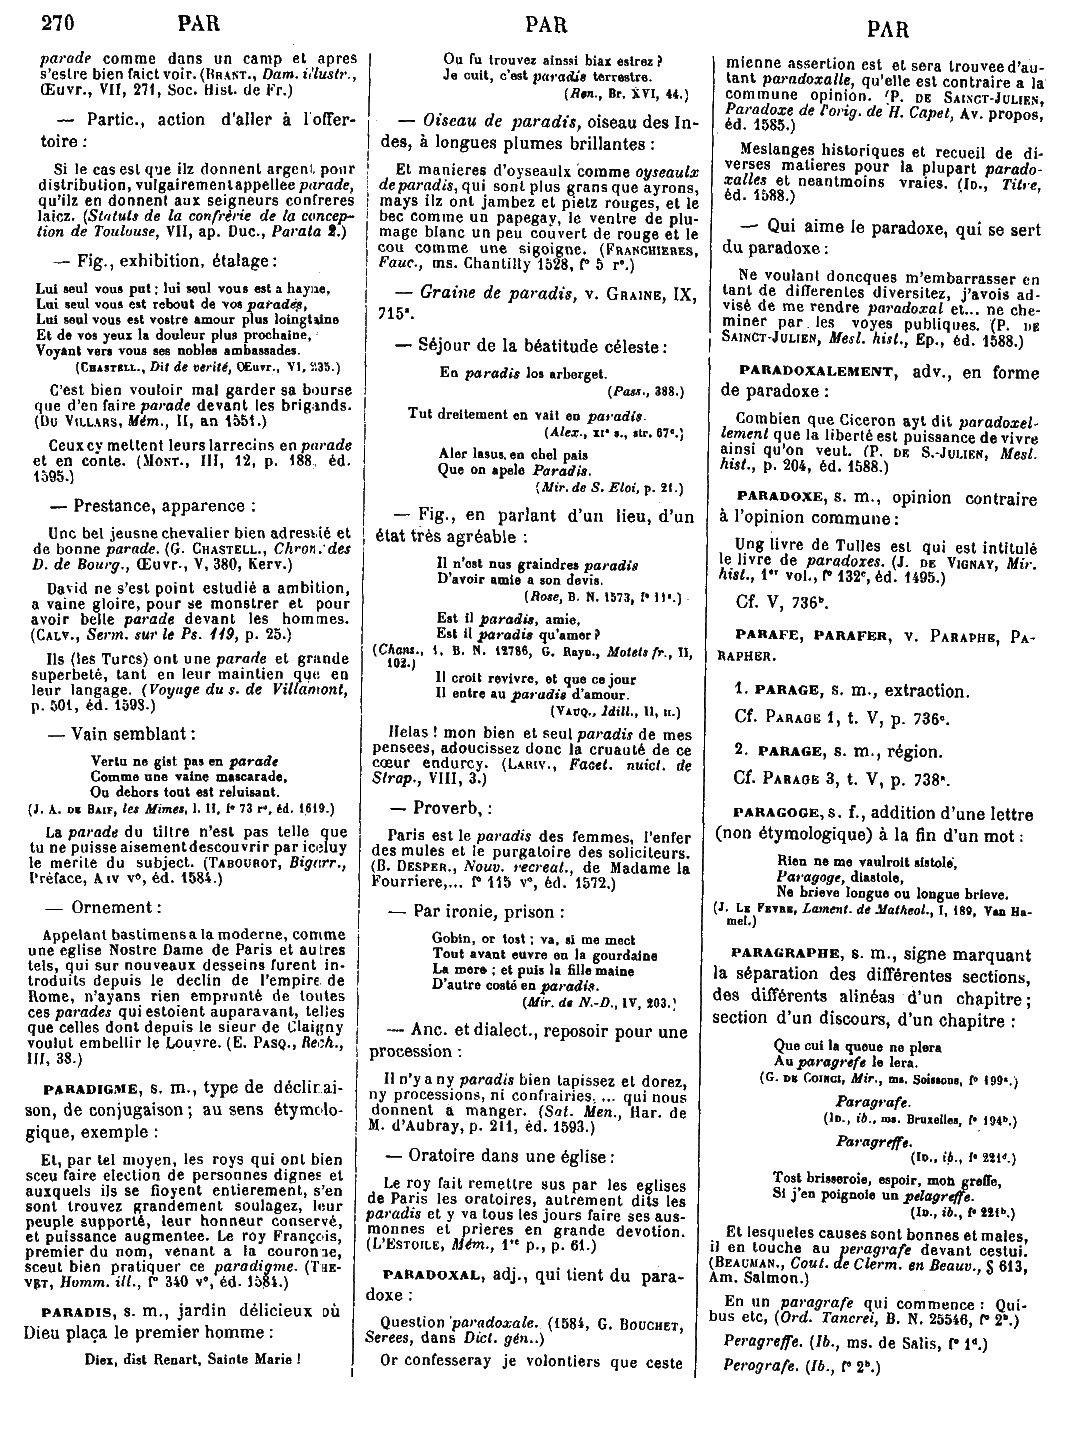 270 PAR PAR PAR
parade comme dans un camp et apres
s'estre bien faict voir. (BRANT., Dam. illustr.,
Œuvr., VII, 271, Soc. Hist. de Fr.)
— Partic., action d'aller à l'offer-
toire :
Si le cas est que ilz donnent argent pour
distribution, vulgairement appellee parade,
qu'ilz en donnent aux seigneurs confreres
laicz. (Statuts de la confrérie de la concep-
tion de Toulouse, VII, ap. Duc., Parata 2.)
— Fig., exhibition, étalage :
Lui seul vous put ; lui seul vous est a hayne,
Lui seul vous est rebout de vos parades,
Lui seul vous est vostre amour plus loingtaine
Et de vos yeux la douleur plus prochaine,
Voyant vers vous ses nobles ambassades.
(CHASTELL., Dit de verité, Œuvr., VI, 235.)
C'est bien vouloir mal garder sa bourse
que d'en faire parade devant les brigands.
(DU VILLARS, Mém., II, an 1551.)
Ceux cy mettent leurs larrecins en parade
et en conte. (MONT., III, 12, p. 188, éd.
1595.)
— Prestance, apparence :
Unc bel jeusne chevalier bien adressié et
de bonne parade. (G. CHASTELL., Chron. des
D. de Bourg., Œuvr., V, 380, Kerv.)
David ne s'est point estudié a ambition,
a vaine gloire, pour se monstrer et pour
avoir belle parade devant les hommes.
(CALV., Serm. sur le Ps. 119, p. 25.)
Ils (les Turcs) ont une parade et grande
superbeté, tant en leur maintien que en
leur langage. (Voyage du s. de Villamont,
p. 501, éd. 1598.)
— Vain semblant :
Vertu ne gist pas en parade
Comme une vaine mascarade,
Ou dehors tout est reluisant.
(J. A. DE BAIF, les Mimes, l. II, f° 73 r°, éd. 1619.)
La parade du tiltre n'est pas telle que
tu ne puisse aisement descouvrir par iceluy
le merite du subject. (TABOUROT, Bigarr.,
Préface, A IV v°, éd. 1584.)
— Ornement :
Appelant bastimens a la moderne, comme
une eglise Nostre Dame de Paris et autres
tels, qui sur nouveaux desseins furent in-
troduits depuis le declin de l'empire de
Rome, n'ayans rien emprunté de toutes
ces parades qui estoient auparavant, telles
que celles dont depuis le sieur de Claigny
voulut embellir le Louvre. (E. PASQ., Rech.,
III, 38.)
PARADIGME, s. m., type de déclinai-
son, de conjugaison ; au sens étymolo-
gique, exemple :
Et, par tel moyen, les roys qui ont bien
sceu faire election de personnes dignes et
auxquels ils se fioyent entierement, s'en
sont trouvez grandement soulagez, leur
peuple supporté, leur honneur conservé,
et puissance augmentee. Le roy François,
premier du nom, venant a la couronne,
sceut bien pratiquer ce paradigme. (THE-
VET, Homm. ill., f° 340 v°, éd. 1584.)
PARADIS, s. m., jardin délicieux où
Dieu plaça le premier homme :
Diex, dist Renart, Sainte Marie !
Ou fu trouvez ainssi biax estrez ?
Je cuit, c'est paradis terrestre.
(Ren., Br. XVI, 44.)
— Oiseau de paradis, oiseau des In-
des, à longues plumes brillantes :
Et manieres d'oyseaulx comme oyseaulx
de paradis, qui sont plus grans que ayrons,
mays ilz ont jambez et pietz rouges, et le
bec comme un papegay, le ventre de plu-
mage blanc un peu couvert de rouge et le
cou comme une sigoigne. (FRANCHIERES,
Fauc., ms. Chantilly 1528, f° 5 r°.)
— Graine de paradis, v. GRAINE, IX,
715ª.
— Séjour de la béatitude céleste :
En paradis los arberget.
(Pass., 388.)
Tut dreitement en vait en paradis.
(Alex., XIᵉ s., str. 67ᵉ.)
Aler lasus, en chel pais
Que on apele Paradis.
(Mir. de S. Eloi, p. 21.)
— Fig., en parlant d'un lieu, d'un
état très agréable :
Il n'est nus graindres paradis
D'avoir amie a son devis.
(Rose, B. N. 1573, f° 11ª.)
Est il paradis, amie,
Est il paradis qu'amer ?
(Chans., 1. B. N. 12786, G. Rayn., Motets fr., II,
102.)
Il croit revivre, et que ce jour
Il entre au paradis d'amour.
(VAUQ., Idill., II, II.)
Helas ! mon bien et seul paradis de mes
pensees, adoucissez donc la cruauté de ce
cœur endurcy. (LARIV., Facet. nuict. de
Strap., VIII, 3.)
— Proverb, :
Paris est le paradis des femmes, l'enfer
des mules et le purgatoire des soliciteurs.
(B. DESPER., Nouv. recreat., de Madame la
Fourriere,... f° 115 v°, éd. 1572.)
— Par ironie, prison :
Gobin, or tost ; va, si me mect
Tout avant euvre en la gourdaine
La mere ; et puis la fille maine
D'autre costé en paradis.
(Mir. de N.-D., IV, 203.)
— Anc. et dialect., reposoir pour une
procession :
Il n'y a ny paradis bien tapissez et dorez,
ny processions, ni confrairies, ... qui nous
donnent a manger. (Sat. Men., Har. de
M. d'Aubray, p. 211, éd. 1593.)
— Oratoire dans une église :
Le roy fait remettre sus par les eglises
de Paris les oratoires, autrement dits les
paradis et y va tous les jours faire ses aus-
monnes et prieres en grande devotion.
(L'ESTOILE, Mém., 1ʳᵉ p., p. 61.)
PARADOXAL, adj., qui tient du para-
doxe :
Question paradoxale. (1584, G. BOUCHET,
Serees, dans Dict. gén..)
Or confesseray je volontiers que ceste
mienne assertion est et sera trouvee d'au-
tant paradoxalle, qu'elle est contraire a la
commune opinion. (P. DE SAINCT-JULIEN,
Paradoxe de l'orig. de H. Capet, Av. propos,
éd. 1585.)
Meslanges historiques et recueil de di-
verses matieres pour la plupart parado-
xalles et neantmoins vraies. (ID., Titre,
éd. 1588.)
— Qui aime le paradoxe, qui se sert
du paradoxe :
Ne voulant doncques m'embarrasser en
tant de differentes diversitez, j'avois ad-
visé de me rendre paradoxal et... ne che-
miner par les voyes publiques. (P. DE
SAINCT-JULIEN, Mesl. hist., Ep., éd. 1588.)
PARADOXALEMENT, adv., en forme
de paradoxe :
Combien que Ciceron ayt dit paradoxel-
lement que la liberté est puissance de vivre
ainsi qu'on veut. (P. DE S.-JULIEN, Mesl.
hist., p. 204, éd. 1588.)
PARADOXE, s. m., opinion contraire
à l'opinion commune :
Ung livre de Tulles est qui est intitulé
le livre de paradoxes. (J. DE VIGNAY, Mir.
hist., 1ᵉʳ vol., f° 132ᶜ, éd. 1495.)
Cf. V, 736ᵇ.
PARAFE, PARAFER, v. PARAPHE, PA-
RAPHER.
1. PARAGE, s. m., extraction.
Cf. PARAGE 1, t. V, p. 736ᶜ.
2. PARAGE, s. m., région.
Cf. PARAGE 3, t. V, p. 738ª.
PARAGOGE, s. f., addition d'une lettre
(non étymologique) à la fin d'un mot :
Rien ne me vaulroit sistole,
Paragoge, diastole,
Ne brieve longue ou longue brieve.
(J. LE FEVRE, Lament. de Matheol., I, 189, Van Ha-
mel.)
PARAGRAPHE, s. m., signe marquant
la séparation des différentes sections,
des différents alinéas d'un chapitre ;
section d'un discours, d'un chapitre :
Que cui la queue ne plera
Au paragrefe le lera.
(G. DE COINCI, Mir., ms. Soissons, f° 199ª.)
Paragrafe.
(ID., ib., ms. Bruxelles, f° 194ᵇ.)
Paragreffe.
(ID., ib., f° 221ᵈ.)
Tost briseroie, espoir, moh greffe,
Si j'en poignoie un pelagreffe.
(ID., ib., f° 221ᵇ.)
Et lesqueles causes sont bonnes et males,
il en touche au peragrafe devant cestui.
(BEAUMAN., Cout. de Clerm. en Beauv., § 613,
Am. Salmon.)
En un paragrafe qui commence : Qui-
bus etc, (Ord. Tancrei, B. N. 25546, f° 2ᵇ.)
Peragreffe. (Ib., ms. de Salis, f° 1ᵈ.)
Perografe. (Ib., f° 2ᵇ.)